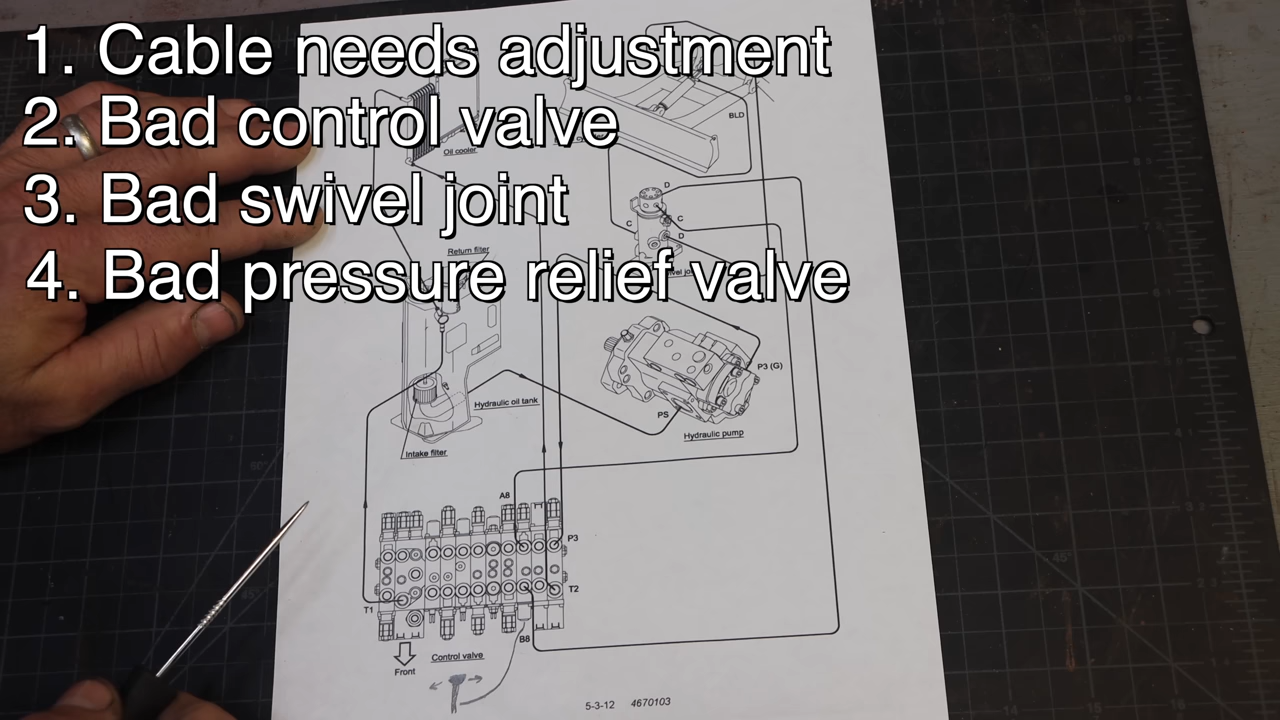 1. Cable needs adjustment
2. Bad control valve
3. Bad swivel joint
4. Bad pressure relief valve
BLD
Oil cooler
D
C
C
D
Return filter
P3 (G)
PS
Hydraulic oil tank
Hydraulic pump
Intake filter
A8
P3
T1
T2
B8
Control valve
Front
5-3-12 4670103